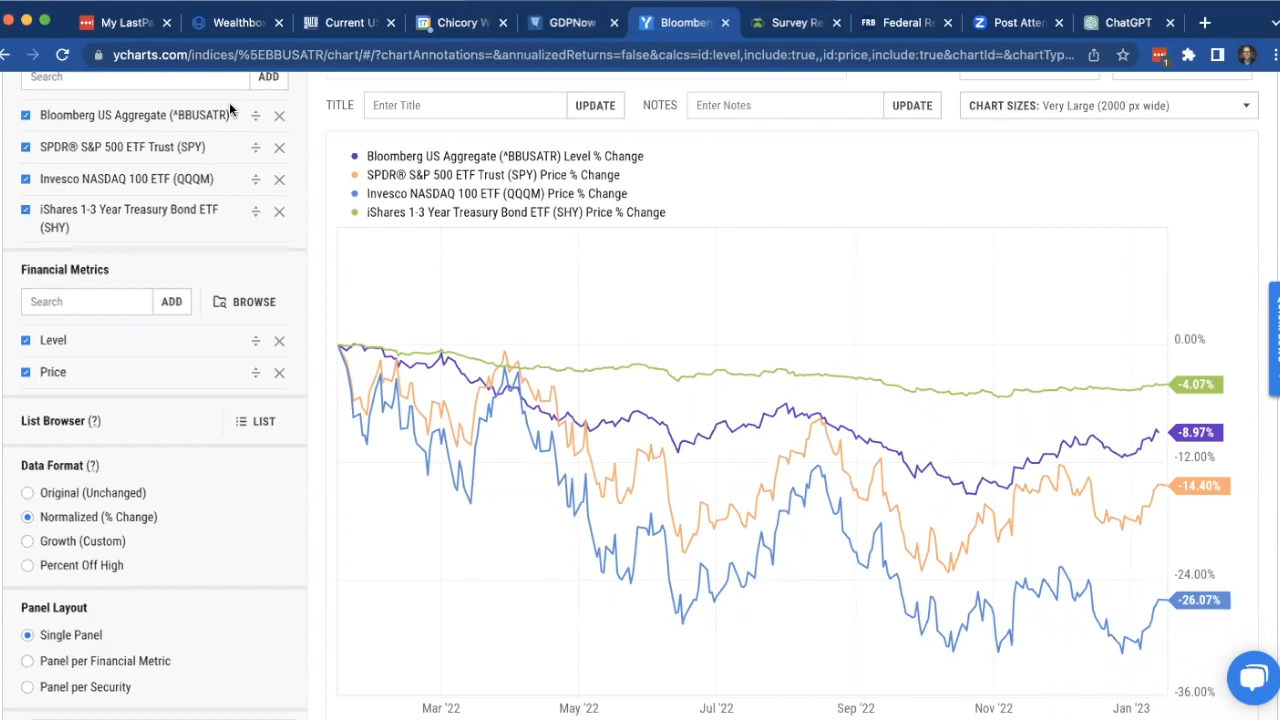 My LastPa
Wealthbo
Current US
Chicory W
GDPNow
Bloomber
Survey Re
FRB Federal Re
Z Post Atte
ChatGPT
ycharts.com/indices/%5EBBUSATR/chart/#/?chartAnnotations=&annualizedReturns=false&calcs=id:level,include:true,,id:price,include:true&chartId=&chartTyp...
Search
ADD
TITLE
Enter Title
UPDATE
NOTES
Enter Notes
UPDATE
CHART SIZES: Very Large (2000 px wide)
Bloomberg US Aggregate (^BBUSATR)
SPDR® S&P 500 ETF Trust (SPY)
Invesco NASDAQ 100 ETF (QQQM)
iShares 1-3 Year Treasury Bond ETF
(SHY)
Financial Metrics
Search
ADD
BROWSE
Level
Price
List Browser (?)
LIST
Data Format (?)
Original (Unchanged)
Normalized (% Change)
Growth (Custom)
Percent Off High
Panel Layout
Single Panel
Panel per Financial Metric
Panel per Security
Bloomberg US Aggregate (^BBUSATR) Level % Change
SPDR® S&P 500 ETF Trust (SPY) Price % Change
Invesco NASDAQ 100 ETF (QQQM) Price % Change
iShares 1-3 Year Treasury Bond ETF (SHY) Price % Change
0.00%
-4.07%
-8.97%
-12.00%
-14.40%
-24.00%
-26.07%
-36.00%
Mar '22
May '22
Jul '22
Sep '22
Nov '22
Jan '23